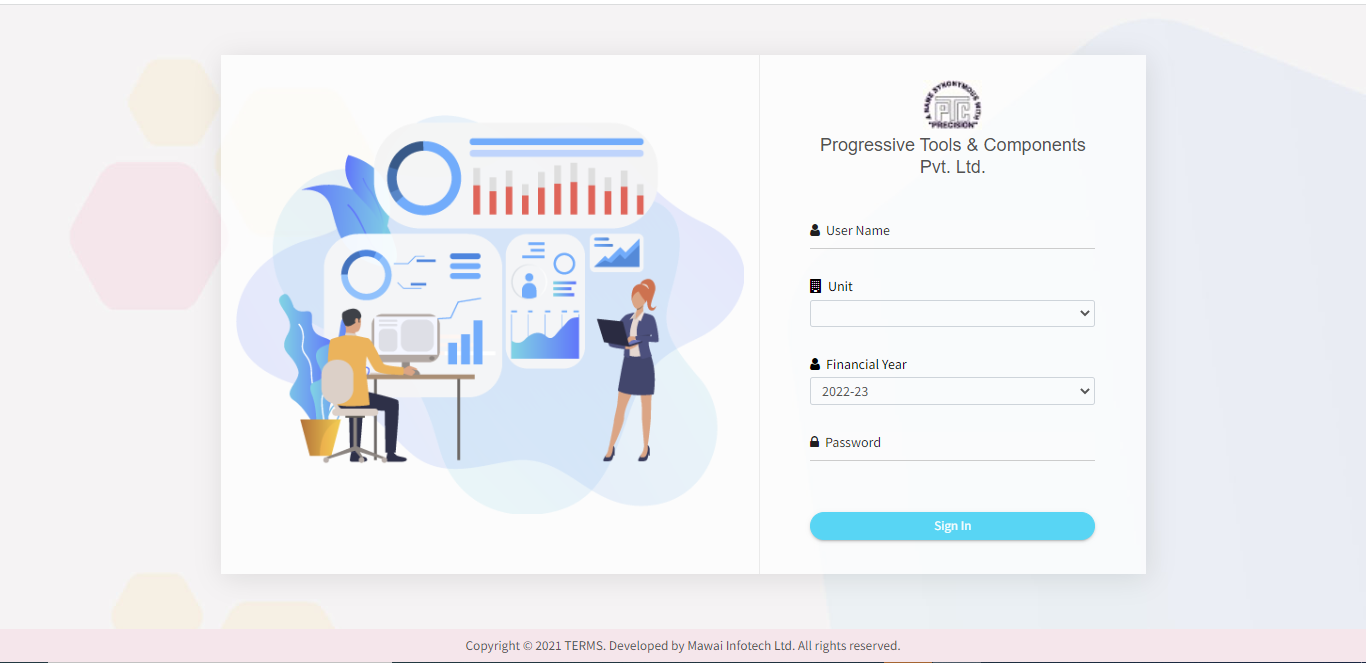 A NAME SYNONYMOUS WITH
PTC
PRECISION
Progressive Tools & Components
Pvt. Ltd.
User Name
Unit
Financial Year
2022-23
Password
Sign In
Copyright © 2021 TERMS. Developed by Mawai Infotech Ltd. All rights reserved.